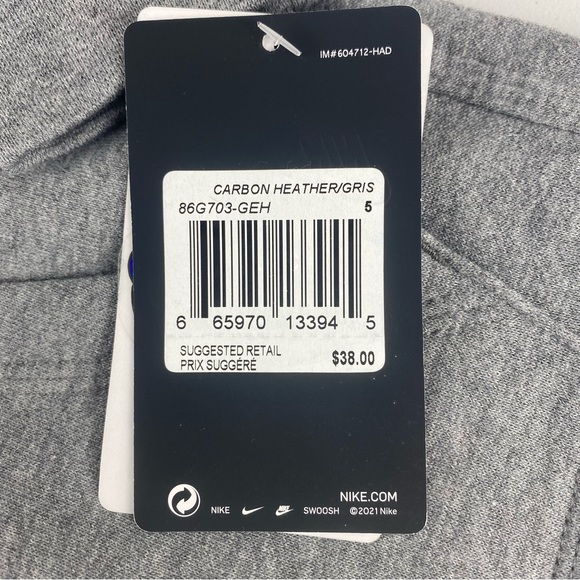 IM# 604712-HAD
CARBON HEATHER/GRIS
86G703-GEH 5
6 65970 13394 5
SUGGESTED RETAIL
PRIX SUGGÉRÉ $38.00
NIKE.COM
NIKE NIKE SWOOSH ©2021 Nike